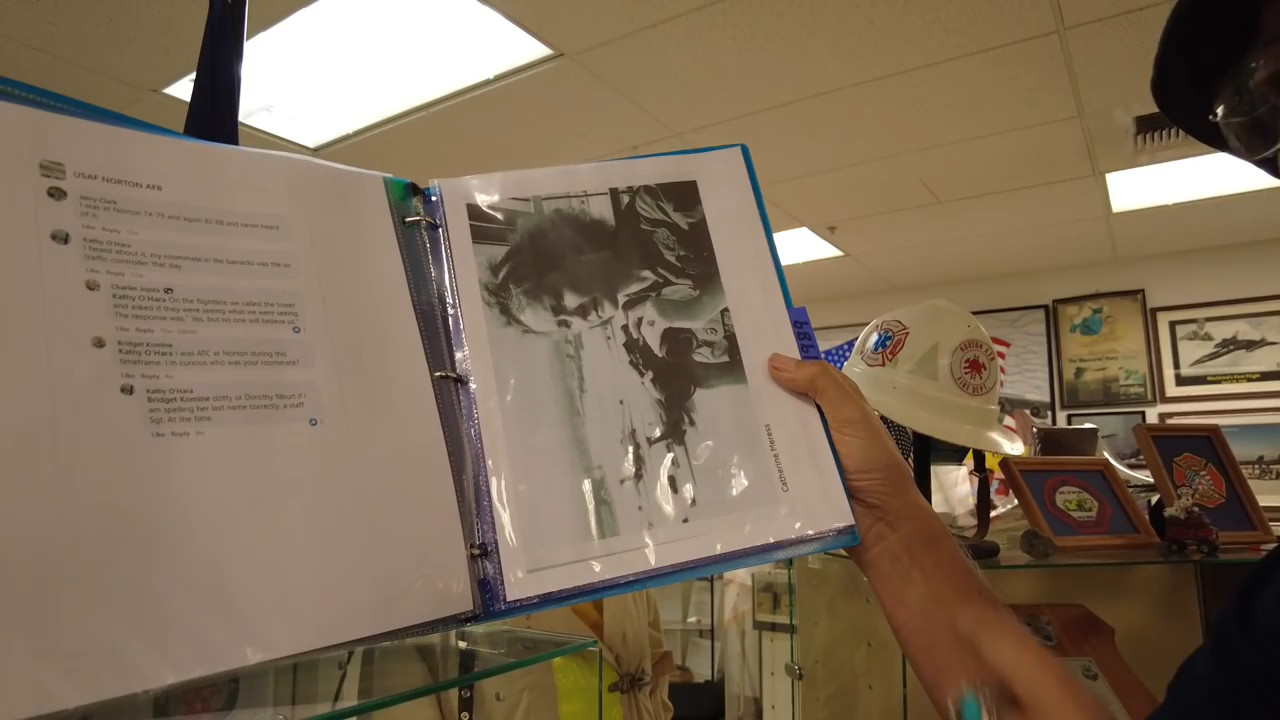 USAF NORTON AFB
Jerry Clark
I was at Norton 74-79 and again 82-88 and never heard
of it.
Like Reply
Kathy O'Hara
I heard about it, my roommate in the barracks was the air
traffic controller that day
Like Reply
Charles Jojola
Kathy O'Hara On the flightline we called the tower
and asked if they were seeing what we were seeing.
The response was," Yes, but no one will believe us."
Like Reply
Bridget Komine
Kathy O'Hara I was ATC at Norton during this
timeframe. I'm curious who was your roommate?
Like Reply
Kathy O'Hara
Bridget Komine dotty or Dorothy filburt if i
am spelling her last name correctly, a staff
Sgt. At the time.
Like Reply
Catherine Meress
989
NORTON AFB
FIRE DEPT
Blackbird's Final Flight